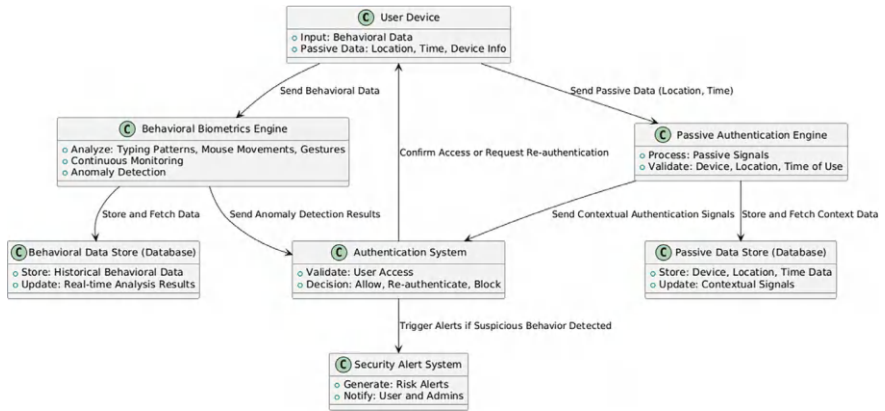 C User Device
Input: Behavioral Data
Passive Data: Location, Time, Device Info
Send Behavioral Data
Send Passive Data (Location, Time)
C Behavioral Biometrics Engine
Analyze: Typing Patterns, Mouse Movements, Gestures
Continuous Monitoring
Anomaly Detection
Confirm Access or Request Re-authentication
C Passive Authentication Engine
Process: Passive Signals
Validate: Device, Location, Time of Use
Store and Fetch Data
Send Anomaly Detection Results
Send Contextual Authentication Signals
Store and Fetch Context Data
C Behavioral Data Store (Database)
Store: Historical Behavioral Data
Update: Real-time Analysis Results
C Authentication System
Validate: User Access
Decision: Allow, Re-authenticate, Block
C Passive Data Store (Database)
Store: Device, Location, Time Data
Update: Contextual Signals
Trigger Alerts if Suspicious Behavior Detected
C Security Alert System
Generate: Risk Alerts
Notify: User and Admins